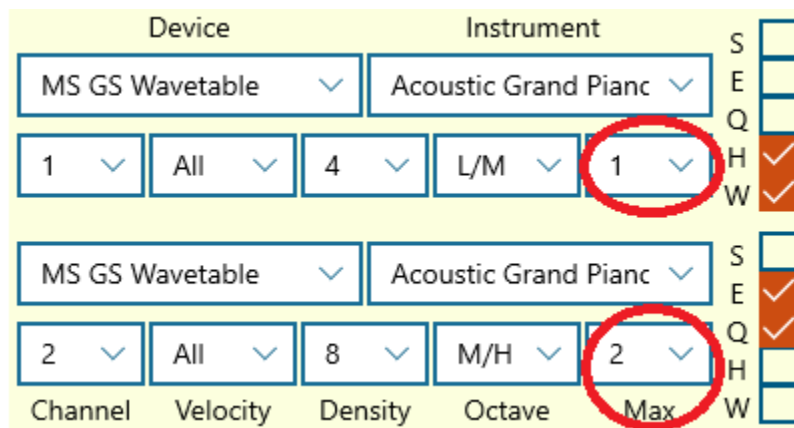 Device Instrument
S
MS GS Wavetable Acoustic Grand Pianc E
Q
1 All 4 L/M 1 H
W
S
MS GS Wavetable Acoustic Grand Pianc
E
2 All 8 M/H 2 Q
H
Channel Velocity Density Octave Max W